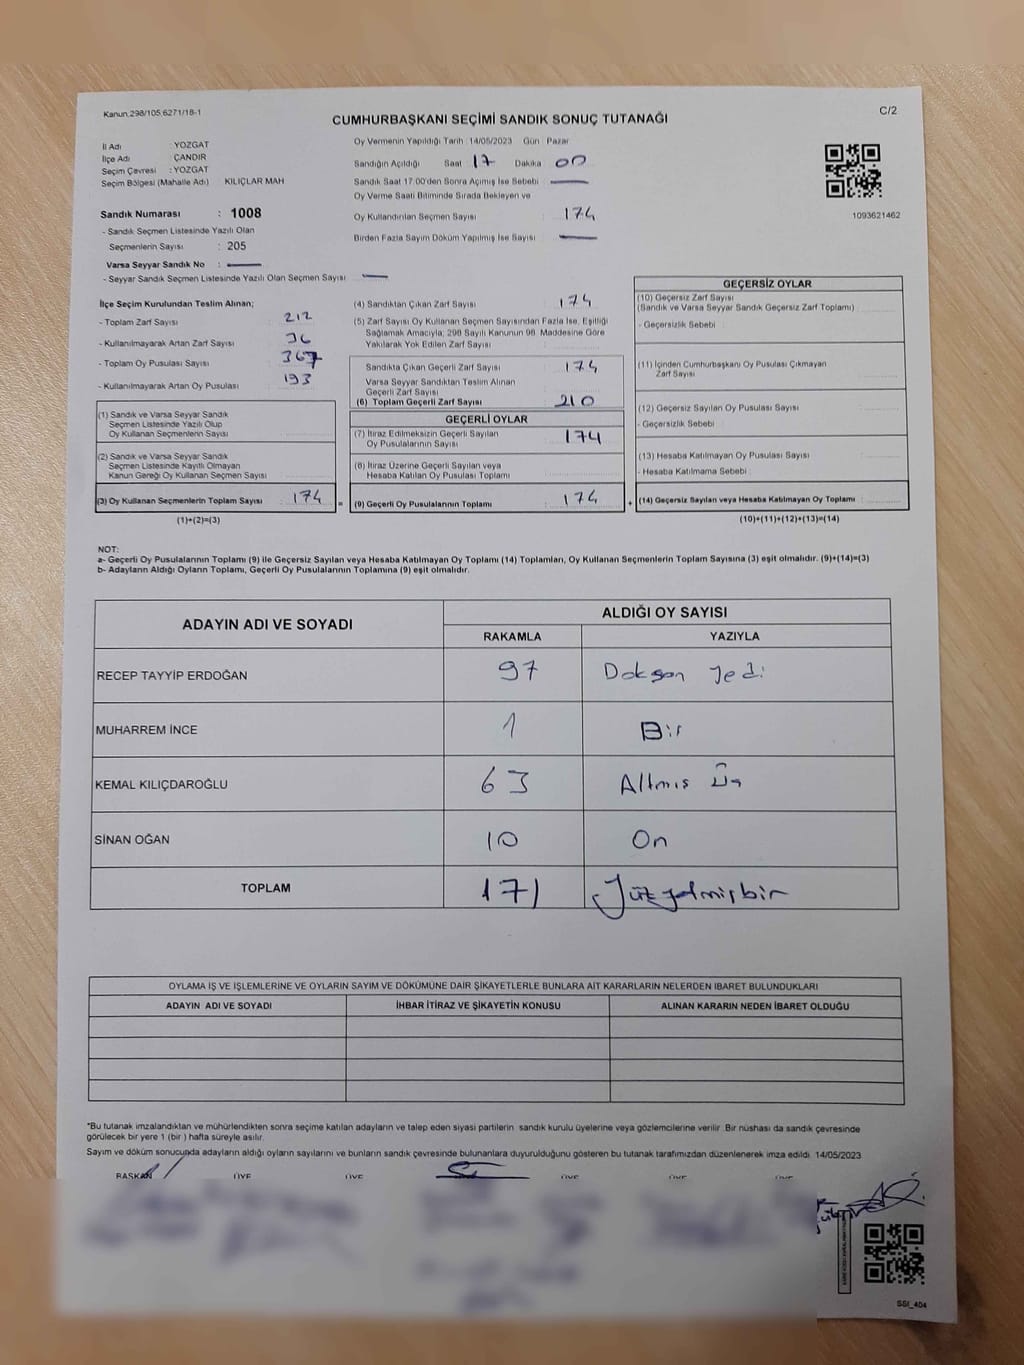 Kanun,298/105,6271/18-1
C/2
CUMHURBAŞKANI SEÇİMİ SANDIK SONUÇ TUTANAĞI
İl Adı : YOZGAT
İlçe Adı : ÇANDIR
Seçim Çevresi : YOZGAT
Seçim Bölgesi (Mahalle Adı) : KILIÇLAR MAH
Sandık Numarası : 1008
- Sandık Seçmen Listesinde Yazılı Olan
Seçmenlerin Sayısı : 205
Varsa Seyyar Sandık No :
- Seyyar Sandık Seçmen Listesinde Yazılı Olan Seçmen Sayısı :
Oy Vermenin Yapıldığı Tarih :14/05/2023 Gün : Pazar
Sandığın Açıldığı Saat 17 Dakika 00
Sandık Saat 17:00'den Sonra Açmış İse Sebebi :
Oy Verme Saati Bitiminde Sırada Bekleyen ve
Oy Kullandırılan Seçmen Sayısı : 174
Birden Fazla Sayım Döküm Yapılmış İse Sayısı :
1093621462
İlçe Seçim Kurulundan Teslim Alınan;
- Toplam Zarf Sayısı : 212
- Kullanılmayarak Artan Zarf Sayısı : 36
- Toplam Oy Pusulası Sayısı : 367
- Kullanılmayarak Artan Oy Pusulası : 193
(1) Sandık ve Varsa Seyyar Sandık
Seçmen Listesinde Yazılı Olup
Oy Kullanan Seçmenlerin Sayısı :
(2) Sandık ve Varsa Seyyar Sandık
Seçmen Listesinde Kayıtlı Olmayan
Kanun Gereği Oy Kullanan Seçmen Sayısı :
(3) Oy Kullanan Seçmenlerin Toplam Sayısı : 174 =
(1)+(2)=(3)
(4) Sandıktan Çıkan Zarf Sayısı : 174
(5) Zarf Sayısı Oy Kullanan Seçmen Sayısından Fazla İse, Eşitliği
Sağlamak Amacıyla; 298 Sayılı Kanunun 98. Maddesine Göre
Yakılarak Yok Edilen Zarf Sayısı :
Sandıkta Çıkan Geçerli Zarf Sayısı : 174
Varsa Seyyar Sandıktan Teslim Alınan
Geçerli Zarf Sayısı :
(6) Toplam Geçerli Zarf Sayısı : 210
GEÇERLİ OYLAR
(7) İtiraz Edilmeksizin Geçerli Sayılan
Oy Pusulalarının Sayısı : 174
(8) İtiraz Üzerine Geçerli Sayılan veya
Hesaba Katılan Oy Pusulası Toplamı :
(9) Geçerli Oy Pusulalarının Toplamı : 174 +
GEÇERSİZ OYLAR
(10) Geçersiz Zarf Sayısı
(Sandık ve Varsa Seyyar Sandık Geçersiz Zarf Toplamı) :
- Geçersizlik Sebebi :
(11) İçinden Cumhurbaşkanı Oy Pusulası Çıkmayan
Zarf Sayısı :
(12) Geçersiz Sayılan Oy Pusulası Sayısı :
- Geçersizlik Sebebi :
(13) Hesaba Katılmayan Oy Pusulası Sayısı :
- Hesaba Katılmama Sebebi :
(14) Geçersiz Sayılan veya Hesaba Katılmayan Oy Toplamı :
(10)+(11)+(12)+(13)=(14)
NOT:
a- Geçerli Oy Pusulalarının Toplamı (9) ile Geçersiz Sayılan veya Hesaba Katılmayan Oy Toplamı (14) Toplamları, Oy Kullanan Seçmenlerin Toplam Sayısına (3) eşit olmalıdır. (9)+(14)=(3)
b- Adayların Aldığı Oyların Toplamı, Geçerli Oy Pusulalarının Toplamına (9) eşit olmalıdır.
ADAYIN ADI VE SOYADI
ALDIĞI OY SAYISI
RAKAMLA YAZIYLA
RECEP TAYYİP ERDOĞAN 97 Doksan Yedi
MUHARREM İNCE 1 Bir
KEMAL KILIÇDAROĞLU 63 Altmış Üç
SİNAN OĞAN 10 On
TOPLAM 171 Yüzyetmişbir
OYLAMA İŞ VE İŞLEMLERİNE VE OYLARIN SAYIM VE DÖKÜMÜNE DAİR ŞİKAYETLERLE BUNLARA AİT KARARLARIN NELERDEN İBARET BULUNDUKLARI
ADAYIN ADI VE SOYADI İHBAR İTİRAZ VE ŞİKAYETİN KONUSU ALINAN KARARIN NEDEN İBARET OLDUĞU
*Bu tutanak imzalandıktan ve mühürlendikten sonra seçime katılan adayların ve talep eden siyasi partilerin sandık kurulu üyelerine veya gözlemcilerine verilir. Bir nüshası da sandık çevresinde
görülecek bir yere 1 (bir ) hafta süreyle asılır.
Sayım ve döküm sonucunda adayların aldığı oyların sayılarını ve bunların sandık çevresinde bulunanlara duyurulduğunu gösteren bu tutanak tarafımızdan düzenlenerek imza edildi. 14/05/2023
BAŞKAN ÜYE ÜYE ÜYE ÜYE ÜYE
SSI_404